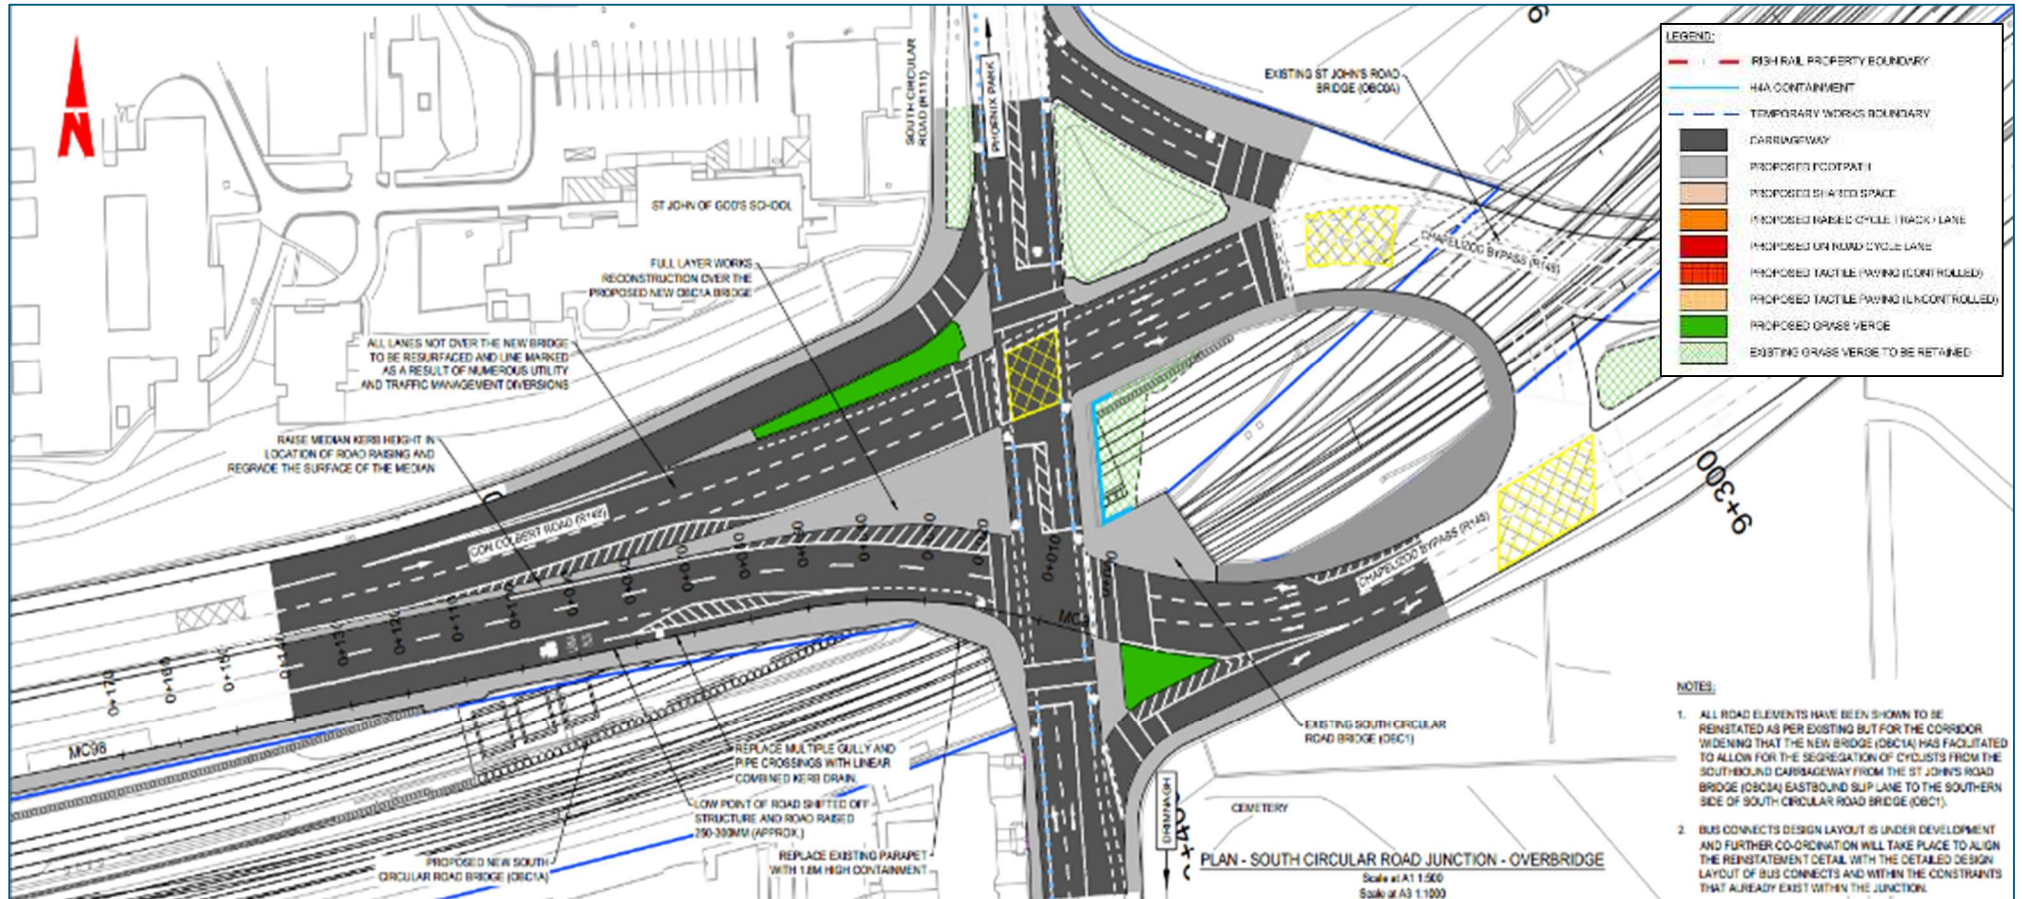 N
SOUTH CIRCULAR
ROAD (R111)
PHOENIX PARK
EXISTING ST JOHN'S ROAD
BRIDGE (OBC0A)
ST JOHN OF GOD'S SCHOOL
FULL LAYER WORKS
RECONSTRUCTION OVER THE
PROPOSED NEW OBC1A BRIDGE
ALL LANES NOT OVER THE NEW BRIDGE
TO BE RESURFACED AND LINE MARKED
AS A RESULT OF NUMEROUS UTILITY
AND TRAFFIC MANAGEMENT DIVERSIONS
RAISE MEDIAN KERB HEIGHT IN
LOCATION OF ROAD RAISING AND
REGRADE THE SURFACE OF THE MEDIAN
CON COLBERT ROAD (R148)
CHAPELIZOD BYPASS (R148)
CHAPELIZOD BYPASS (R148)
9+300
0+170
0+160
0+010
MC98
EXISTING SOUTH CIRCULAR
ROAD BRIDGE (OBC1)
REPLACE MULTIPLE GULLY AND
PIPE CROSSINGS WITH LINEAR
COMBINED KERB DRAIN.
LOW POINT OF ROAD SHIFTED OFF
STRUCTURE AND ROAD RAISED
250-300MM (APPROX.)
REPLACE EXISTING PARAPET
WITH 1.8M HIGH CONTAINMENT
PROPOSED NEW SOUTH
CIRCULAR ROAD BRIDGE (OBC1A)
DRIMNAGH
CEMETERY
PLAN - SOUTH CIRCULAR ROAD JUNCTION - OVERBRIDGE
Scale at A1 1:500
Scale at A3 1:1000
LEGEND:
IRISH RAIL PROPERTY BOUNDARY
H4A CONTAINMENT
TEMPORARY WORKS BOUNDARY
CARRIAGEWAY
PROPOSED FOOTPATH
PROPOSED SHARED SPACE
PROPOSED RAISED CYCLE TRACK / LANE
PROPOSED ON ROAD CYCLE LANE
PROPOSED TACTILE PAVING (CONTROLLED)
PROPOSED TACTILE PAVING (UNCONTROLLED)
PROPOSED GRASS VERGE
EXISTING GRASS VERGE TO BE RETAINED
NOTES:
1. ALL ROAD ELEMENTS HAVE BEEN SHOWN TO BE
REINSTATED AS PER EXISTING BUT FOR THE CORRIDOR
WIDENING THAT THE NEW BRIDGE (OBC1A) HAS FACILITATED
TO ALLOW FOR THE SEGREGATION OF CYCLISTS FROM THE
SOUTHBOUND CARRIAGEWAY FROM THE ST JOHN'S ROAD
BRIDGE (OBC0A) EASTBOUND SLIP LANE TO THE SOUTHERN
SIDE OF SOUTH CIRCULAR ROAD BRIDGE (OBC1).
2. BUS CONNECTS DESIGN LAYOUT IS UNDER DEVELOPMENT
AND FURTHER CO-ORDINATION WILL TAKE PLACE TO ALIGN
THE REINSTATEMENT DETAIL WITH THE DETAILED DESIGN
LAYOUT OF BUS CONNECTS AND WITHIN THE CONSTRAINTS
THAT ALREADY EXIST WITHIN THE JUNCTION.